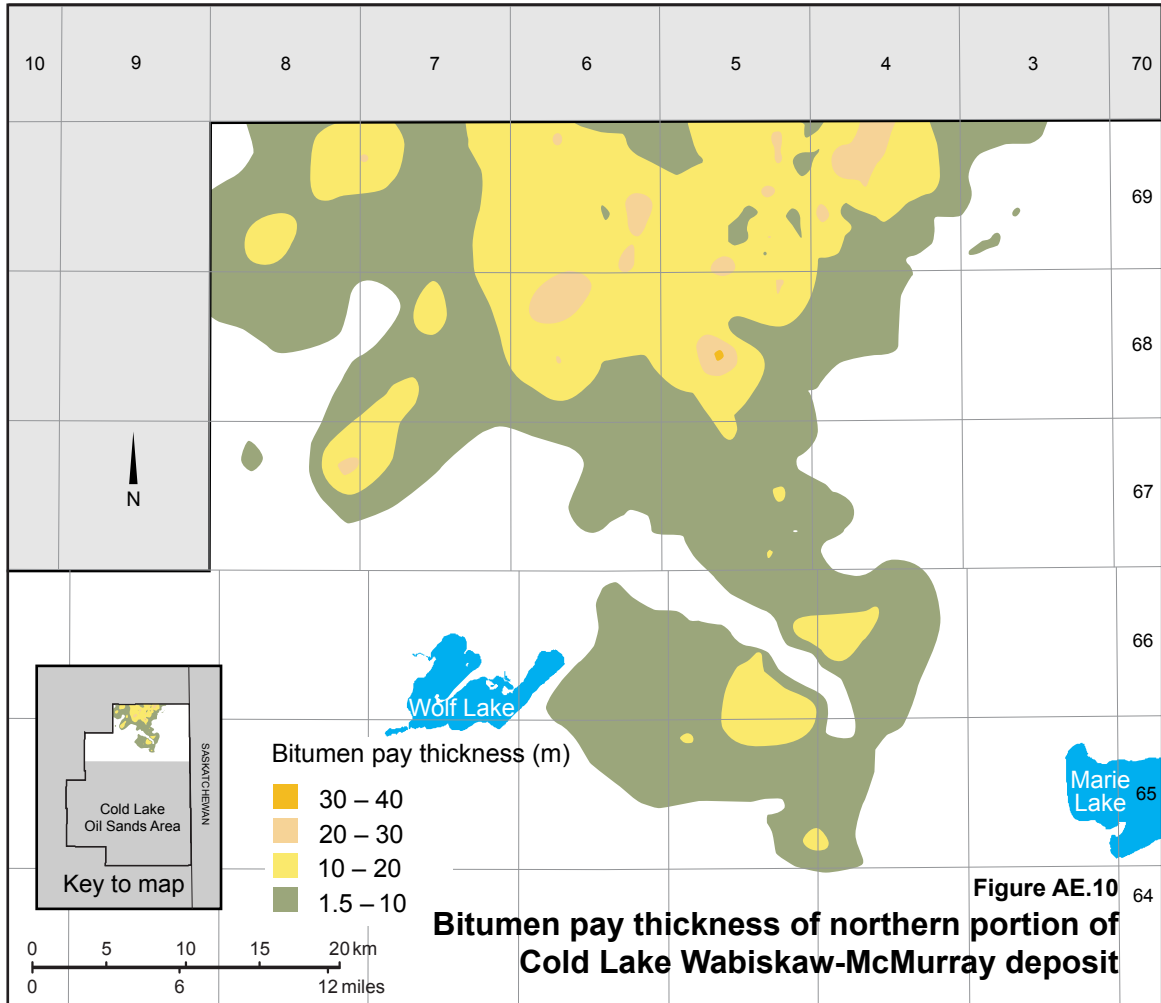 10 9 8 7 6 5 4 3 70
69
68
67
N
66
Wolf Lake
Bitumen pay thickness (m)
30 – 40
20 – 30
10 – 20
1.5 – 10
SASKATCHEWAN
Cold Lake
Oil Sands Area
Key to map
Marie
Lake
65
64
0 5 10 15 20 km
0 6 12 miles
Figure AE.10
Bitumen pay thickness of northern portion of
Cold Lake Wabiskaw-McMurray deposit